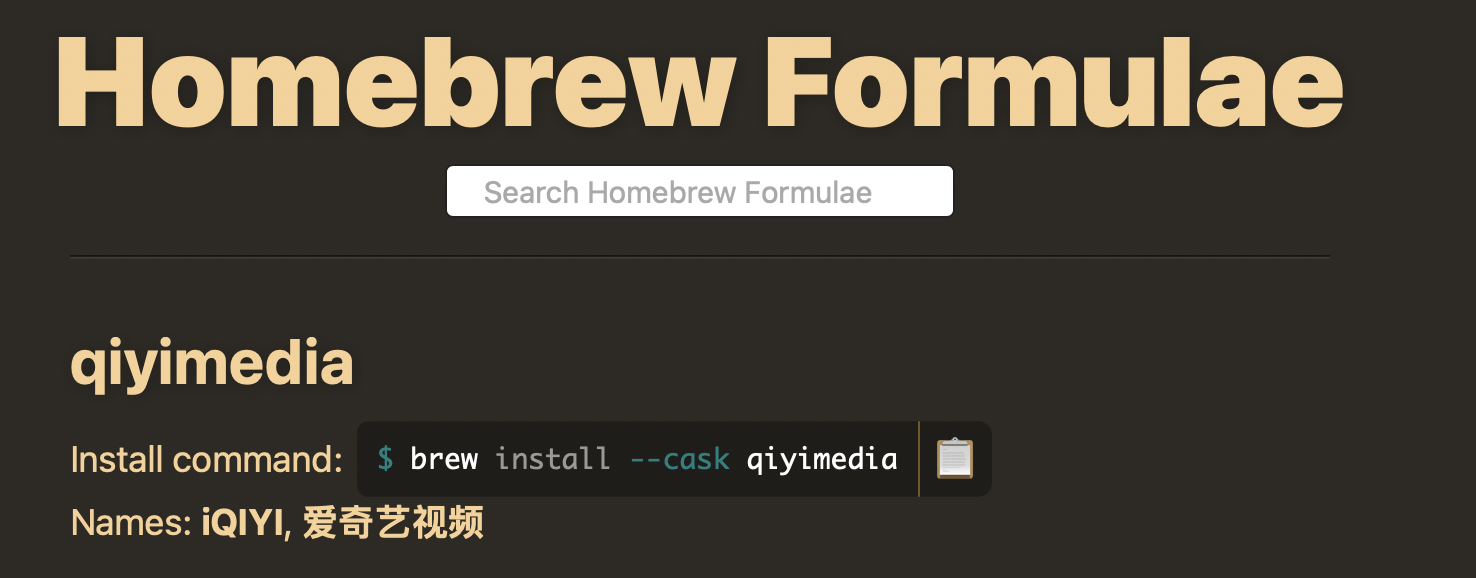 Homebrew Formulae
Search Homebrew Formulae
qiyimedia
Install command: $ brew install --cask qiyimedia
Names: iQIYI, 爱奇艺视频